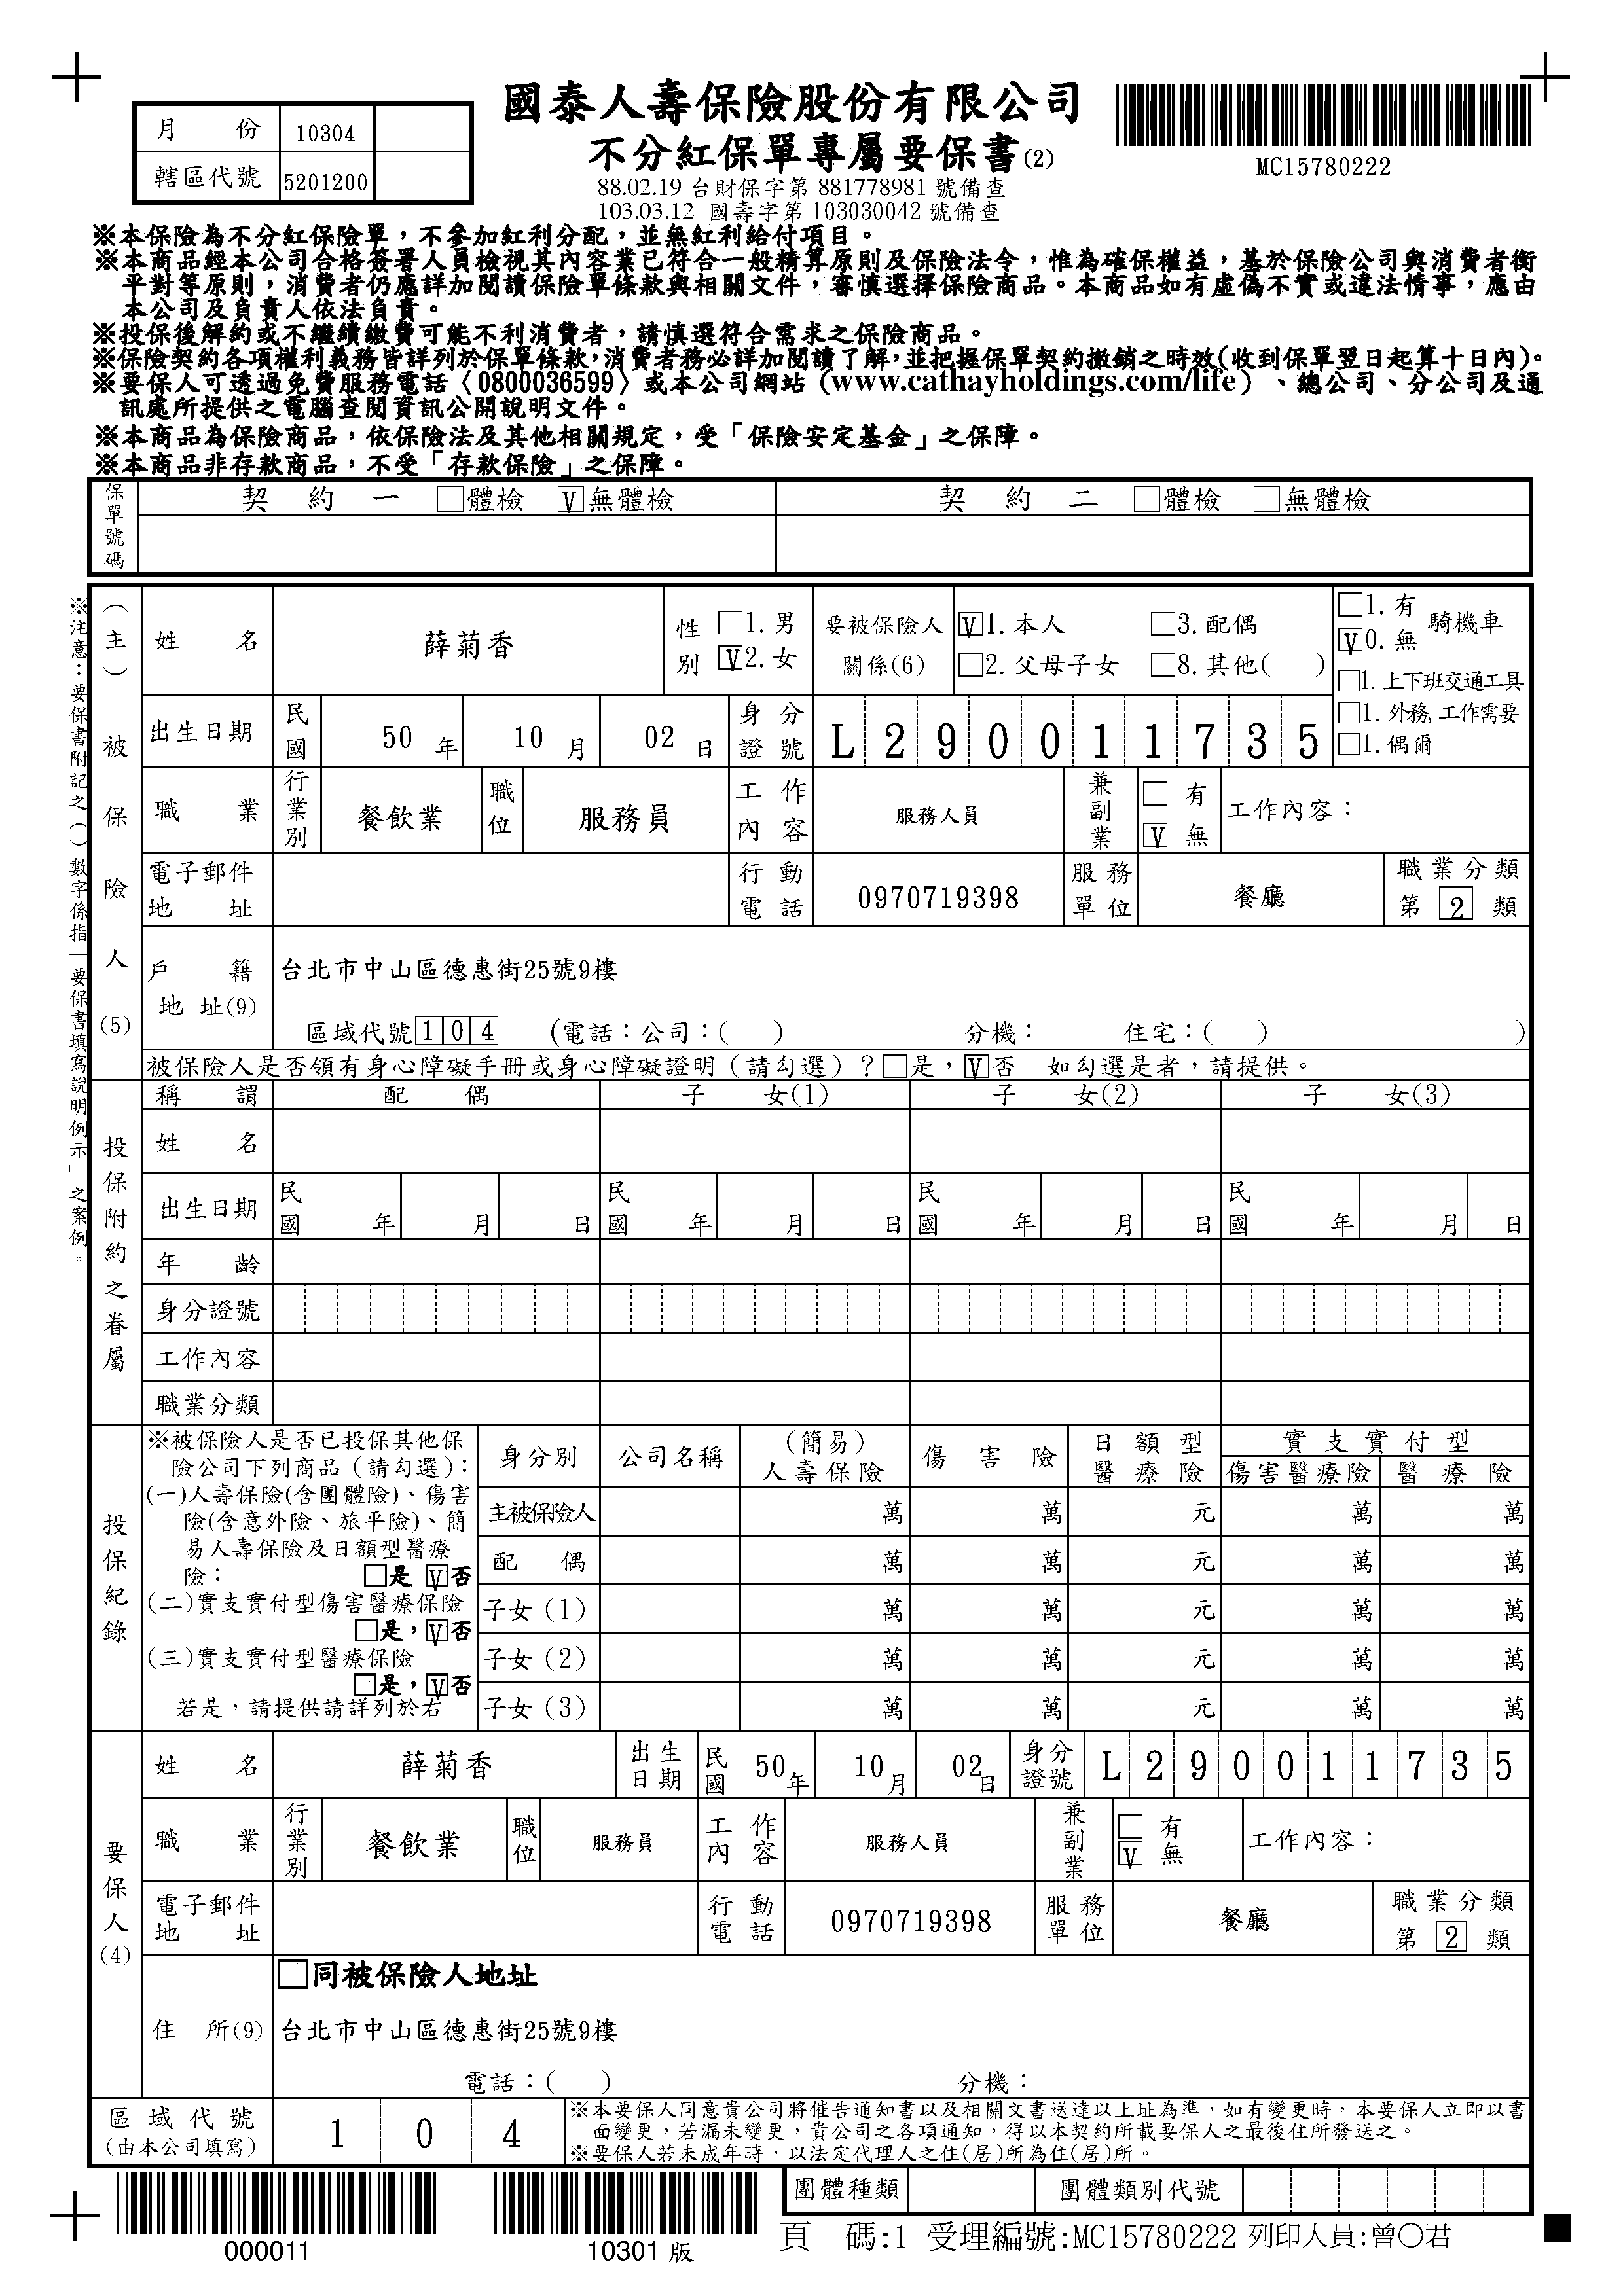 國泰人壽保險股份有限公司
不分紅保單專屬要保書(2)
88.02.19 台財保字第 881778981 號備查
103.03.12 國壽字第 103030042 號備查
月 份 10304
轄區代號 5201200
MC15780222
※本保險為不分紅保險單，不參加紅利分配，並無紅利給付項目。
※本商品經本公司合格簽署人員檢視其內容業已符合一般精算原則及保險法令，惟為確保權益，基於保險公司與消費者衡
平對等原則，消費者仍應詳加閱讀保險單條款與相關文件，審慎選擇保險商品。本商品如有虛偽不實或違法情事，應由
本公司及負責人依法負責。
※投保後解約或不繼續繳費可能不利消費者，請慎選符合需求之保險商品。
※保險契約各項權利義務皆詳列於保單條款，消費者務必詳加閱讀了解，並把握保單契約撤銷之時效(收到保單翌日起算十日內)。
※要保人可透過免費服務電話〈0800036599〉或本公司網站（www.cathayholdings.com/life）、總公司、分公司及通
訊處所提供之電腦查閱資訊公開說明文件。
※本商品為保險商品，依保險法及其他相關規定，受「保險安定基金」之保障。
※本商品非存款商品，不受「存款保險」之保障。
保單號碼 契約一 □體檢 V無體檢 契約二 □體檢 □無體檢
※注意：要保書附記之（）數字係指「要保書填寫說明例示」之案例。
（主）被保險人(5)
姓 名 薛菊香 性別 □1. 男 V2. 女 要被保險人關係(6) V1. 本人 □3. 配偶 □2. 父母子女 □8. 其他( ) □1. 有 V0. 無 騎機車
□1. 上下班交通工具
□1. 外務, 工作需要
□1. 偶爾
出生日期 民國 50 年 10 月 02 日 身分證號 L290011735
職 業 行業別 餐飲業 職位 服務員 工作內容 服務人員 兼副業 □有 V無 工作內容：
電子郵件地址 行動電話 0970719398 服務單位 餐廳 職業分類 第 2 類
戶籍地址(9) 台北市中山區德惠街25號9樓
區域代號 104 (電話：公司：( ) 分機： 住宅：( ) )
被保險人是否領有身心障礙手冊或身心障礙證明（請勾選）？□是，V否 如勾選是者，請提供。
投保附約之眷屬
稱 謂 配 偶 子 女(1) 子 女(2) 子 女(3)
姓 名
出生日期 民國 年 月 日 民國 年 月 日 民國 年 月 日 民國 年 月 日
年 齡
身分證號
工作內容
職業分類
投保紀錄
※被保險人是否已投保其他保
險公司下列商品（請勾選）：
(一)人壽保險(含團體險)、傷害
險(含意外險、旅平險)、簡
易人壽保險及日額型醫療
險： □是 V否
(二)實支實付型傷害醫療保險
□是，V否
(三)實支實付型醫療保險
□是，V否
若是，請提供請詳列於右
身分別 公司名稱 （簡易）人壽保險 傷害險 日額型醫療險 實支實付型 傷害醫療險 醫療險
主被保險人 萬 萬 元 萬 萬
配 偶 萬 萬 元 萬 萬
子女（1） 萬 萬 元 萬 萬
子女（2） 萬 萬 元 萬 萬
子女（3） 萬 萬 元 萬 萬
要保人(4)
姓 名 薛菊香 出生日期 民國 50年 10月 02日 身分證號 L290011735
職 業 行業別 餐飲業 職位 服務員 工作內容 服務人員 兼副業 □有 V無 工作內容：
電子郵件地址 行動電話 0970719398 服務單位 餐廳 職業分類 第 2 類
□同被保險人地址
住 所(9) 台北市中山區德惠街25號9樓
電話：( ) 分機：
區域代號（由本公司填寫） 1 0 4
※本要保人同意貴公司將催告通知書以及相關文書送達以上址為準，如有變更時，本要保人立即以書
面變更，若漏未變更，貴公司之各項通知，得以本契約所載要保人之最後住所發送之。
※要保人若未成年時，以法定代理人之住(居)所為住(居)所。
團體種類 團體類別代號
000011 10301 版
頁 碼:1 受理編號:MC15780222 列印人員:曾○君